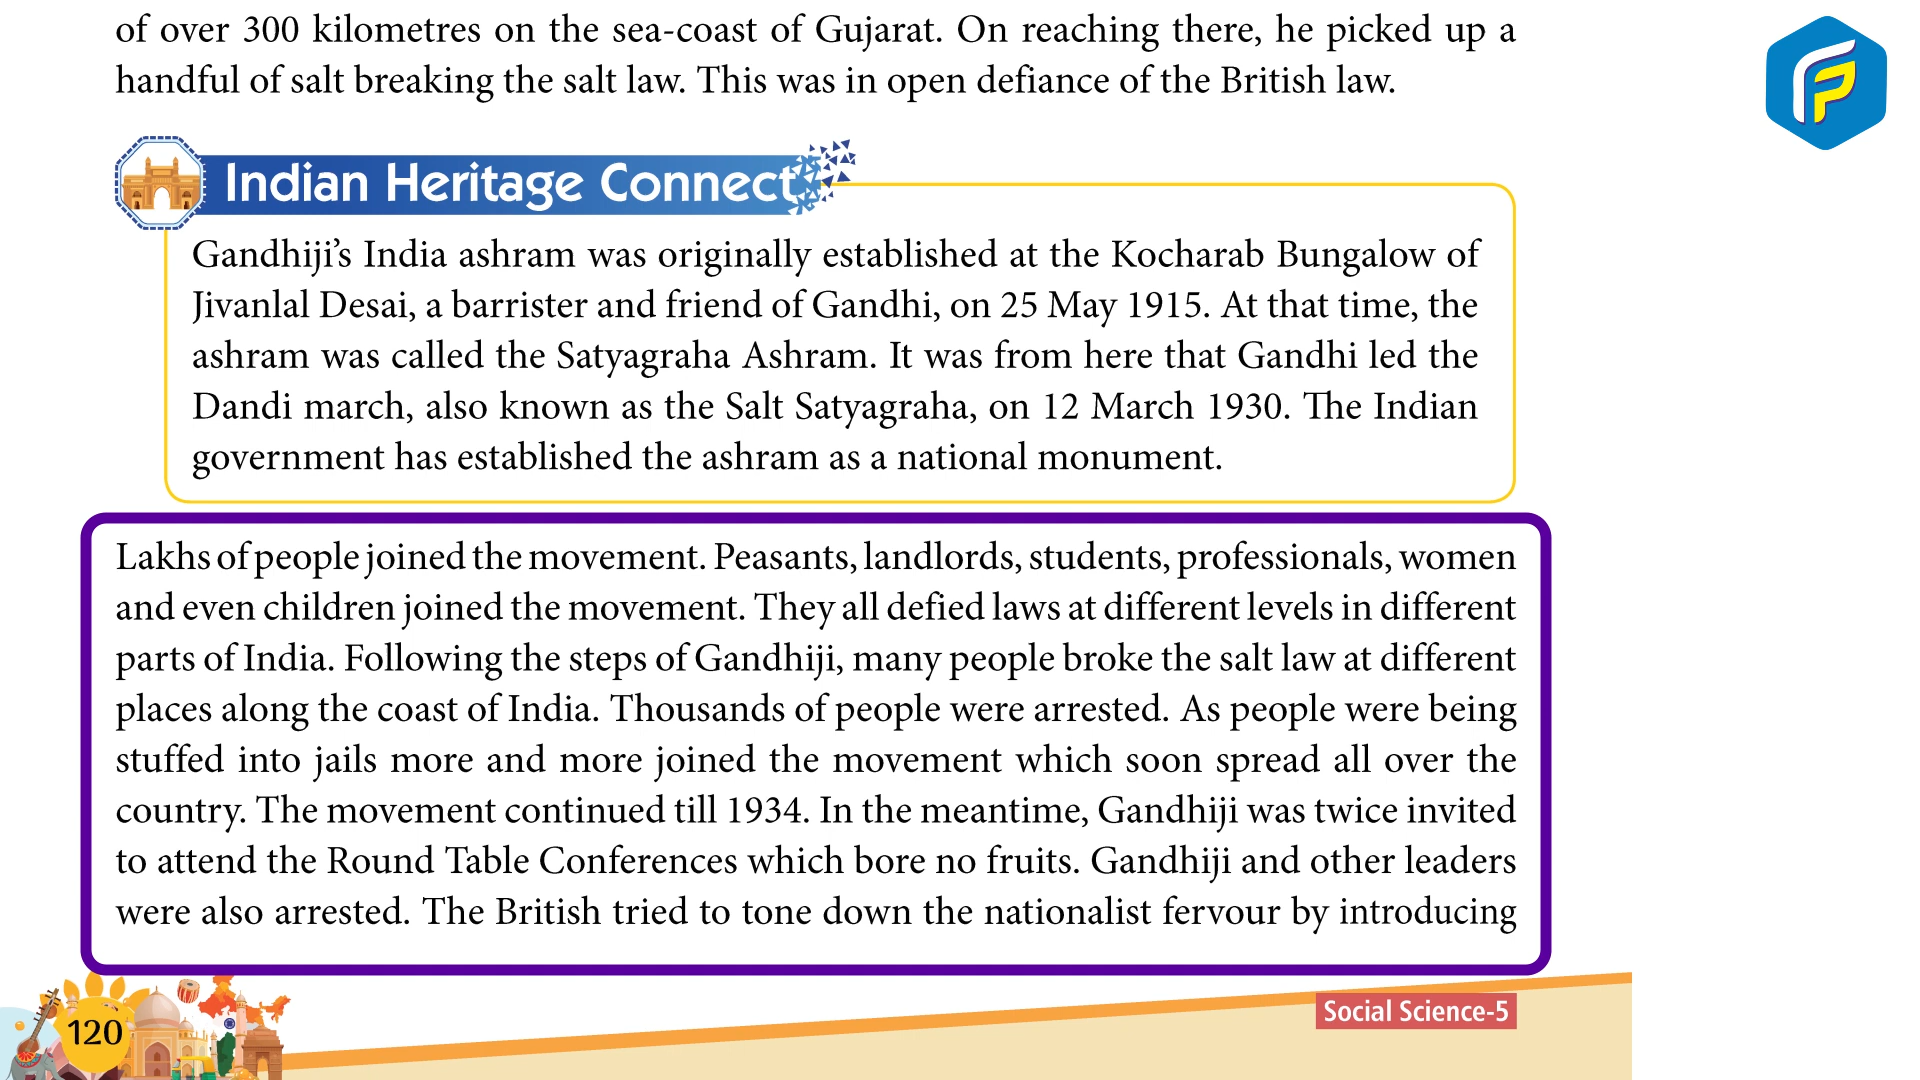 of over 300 kilometres on the sea-coast of Gujarat. On reaching there, he picked up a
handful of salt breaking the salt law. This was in open defiance of the British law.
Indian Heritage Connect
Gandhiji’s India ashram was originally established at the Kocharab Bungalow of
Jivanlal Desai, a barrister and friend of Gandhi, on 25 May 1915. At that time, the
ashram was called the Satyagraha Ashram. It was from here that Gandhi led the
Dandi march, also known as the Salt Satyagraha, on 12 March 1930. The Indian
government has established the ashram as a national monument.
Lakhs of people joined the movement. Peasants, landlords, students, professionals, women
and even children joined the movement. They all defied laws at different levels in different
parts of India. Following the steps of Gandhiji, many people broke the salt law at different
places along the coast of India. Thousands of people were arrested. As people were being
stuffed into jails more and more joined the movement which soon spread all over the
country. The movement continued till 1934. In the meantime, Gandhiji was twice invited
to attend the Round Table Conferences which bore no fruits. Gandhiji and other leaders
were also arrested. The British tried to tone down the nationalist fervour by introducing
120
Social Science-5